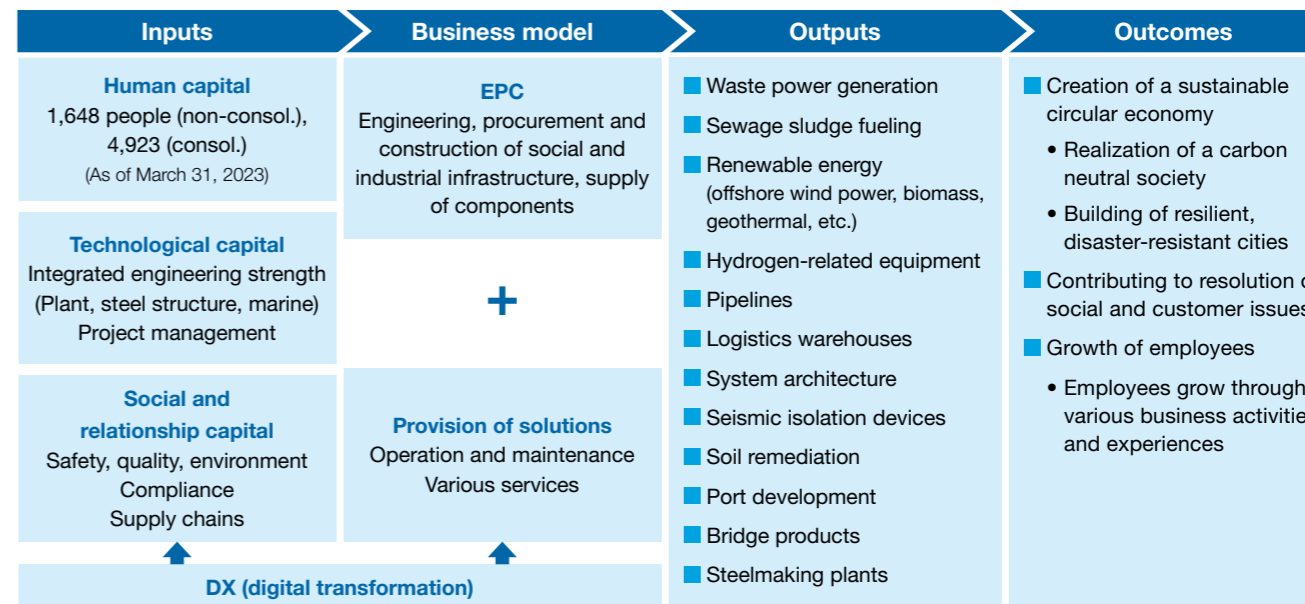 Inputs
Business model
Outputs
Outcomes
Human capital
1,648 people (non-consol.),
4,923 (consol.)
(As of March 31, 2023)
Technological capital
Integrated engineering strength
(Plant, steel structure, marine)
Project management
Social and
relationship capital
Safety, quality, environment
Compliance
Supply chains
EPC
Engineering, procurement and
construction of social and
industrial infrastructure, supply
of components
+
Provision of solutions
Operation and maintenance
Various services
DX (digital transformation)
Waste power generation
Sewage sludge fueling
Renewable energy
(offshore wind power, biomass,
geothermal, etc.)
Hydrogen-related equipment
Pipelines
Logistics warehouses
System architecture
Seismic isolation devices
Soil remediation
Port development
Bridge products
Steelmaking plants
Creation of a sustainable
circular economy
• Realization of a carbon
neutral society
• Building of resilient,
disaster-resistant cities
Contributing to resolution
social and customer issues
Growth of employees
• Employees grow through
various business activitie
and experiences